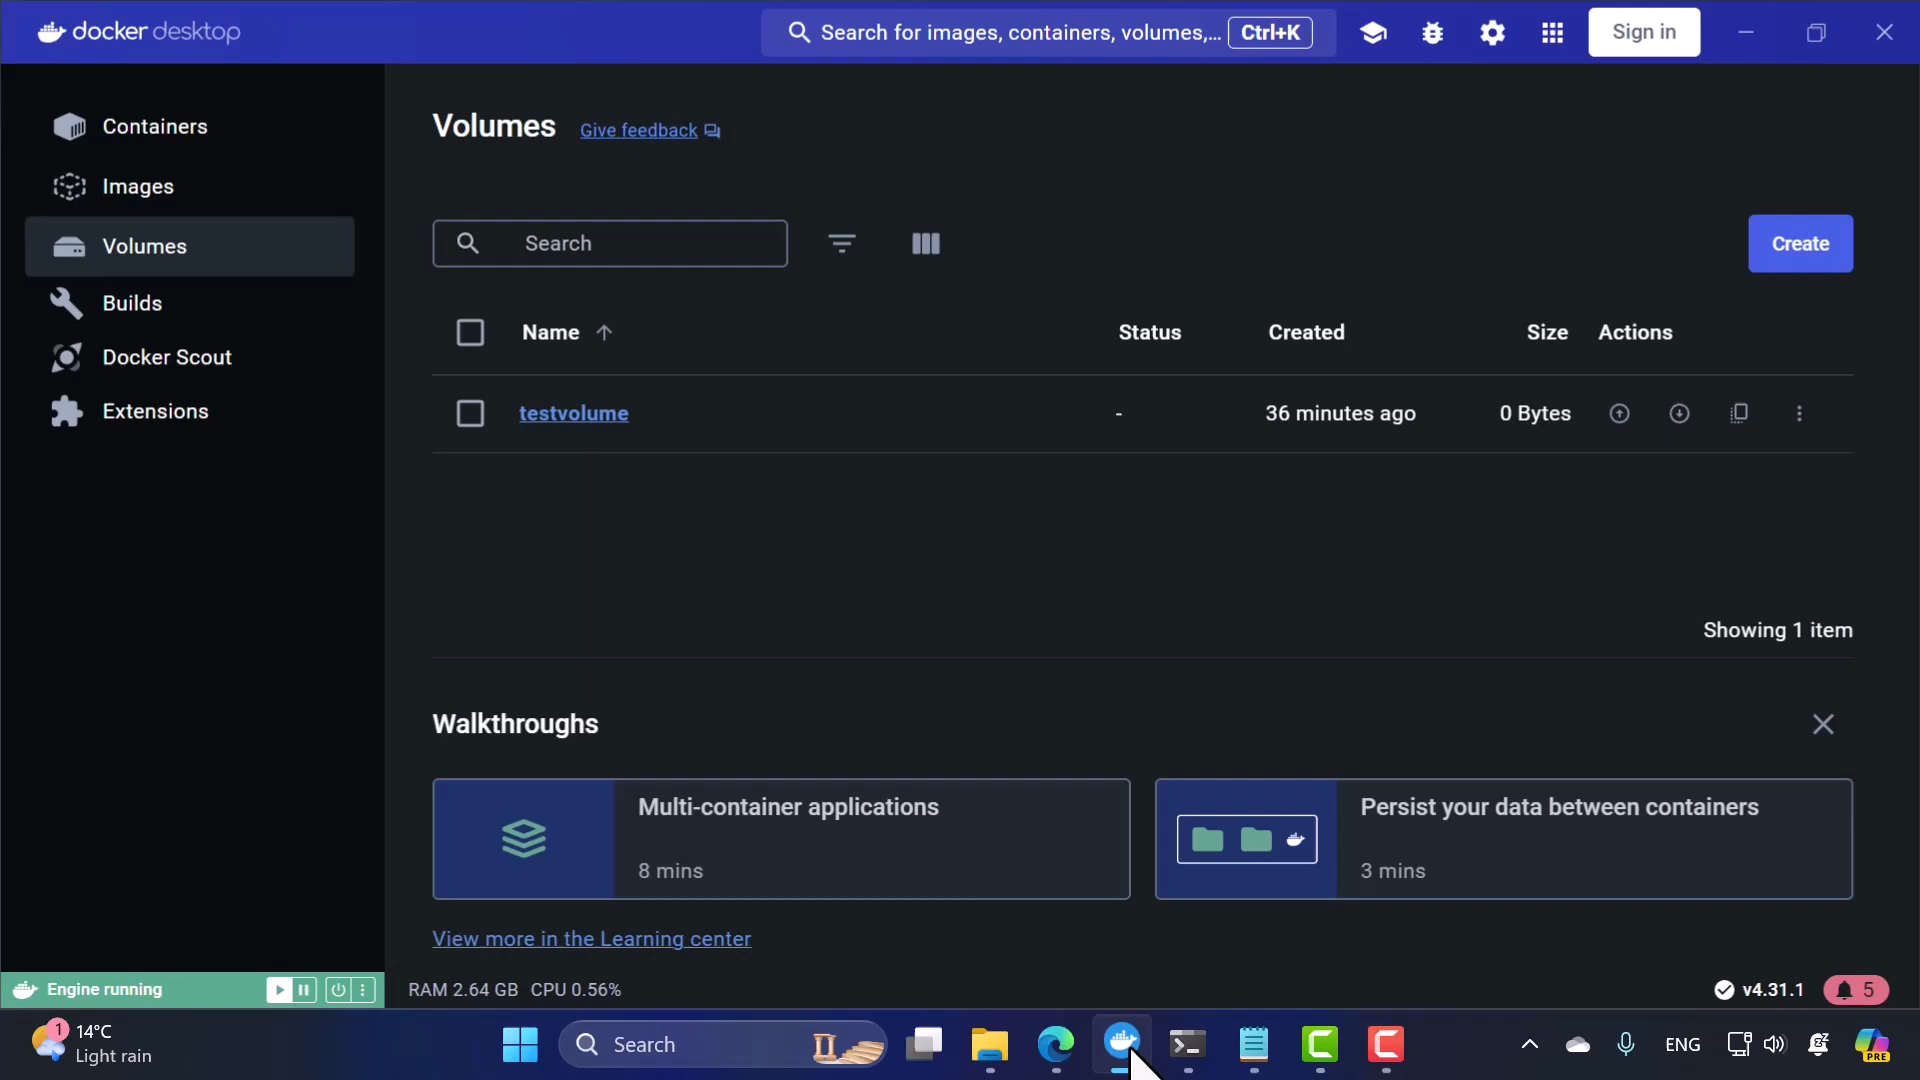 docker desktop
Search for images, containers, volumes,... Ctrl+K
Sign in
Containers
Images
Volumes
Builds
Docker Scout
Extensions
Volumes Give feedback
Search
Create
Name Status Created Size Actions
testvolume - 36 minutes ago 0 Bytes
Showing 1 item
Walkthroughs
Multi-container applications
8 mins
Persist your data between containers
3 mins
View more in the Learning center
Engine running
RAM 2.64 GB CPU 0.56%
v4.31.1
5
1
14°C
Light rain
Search
ENG
PRE